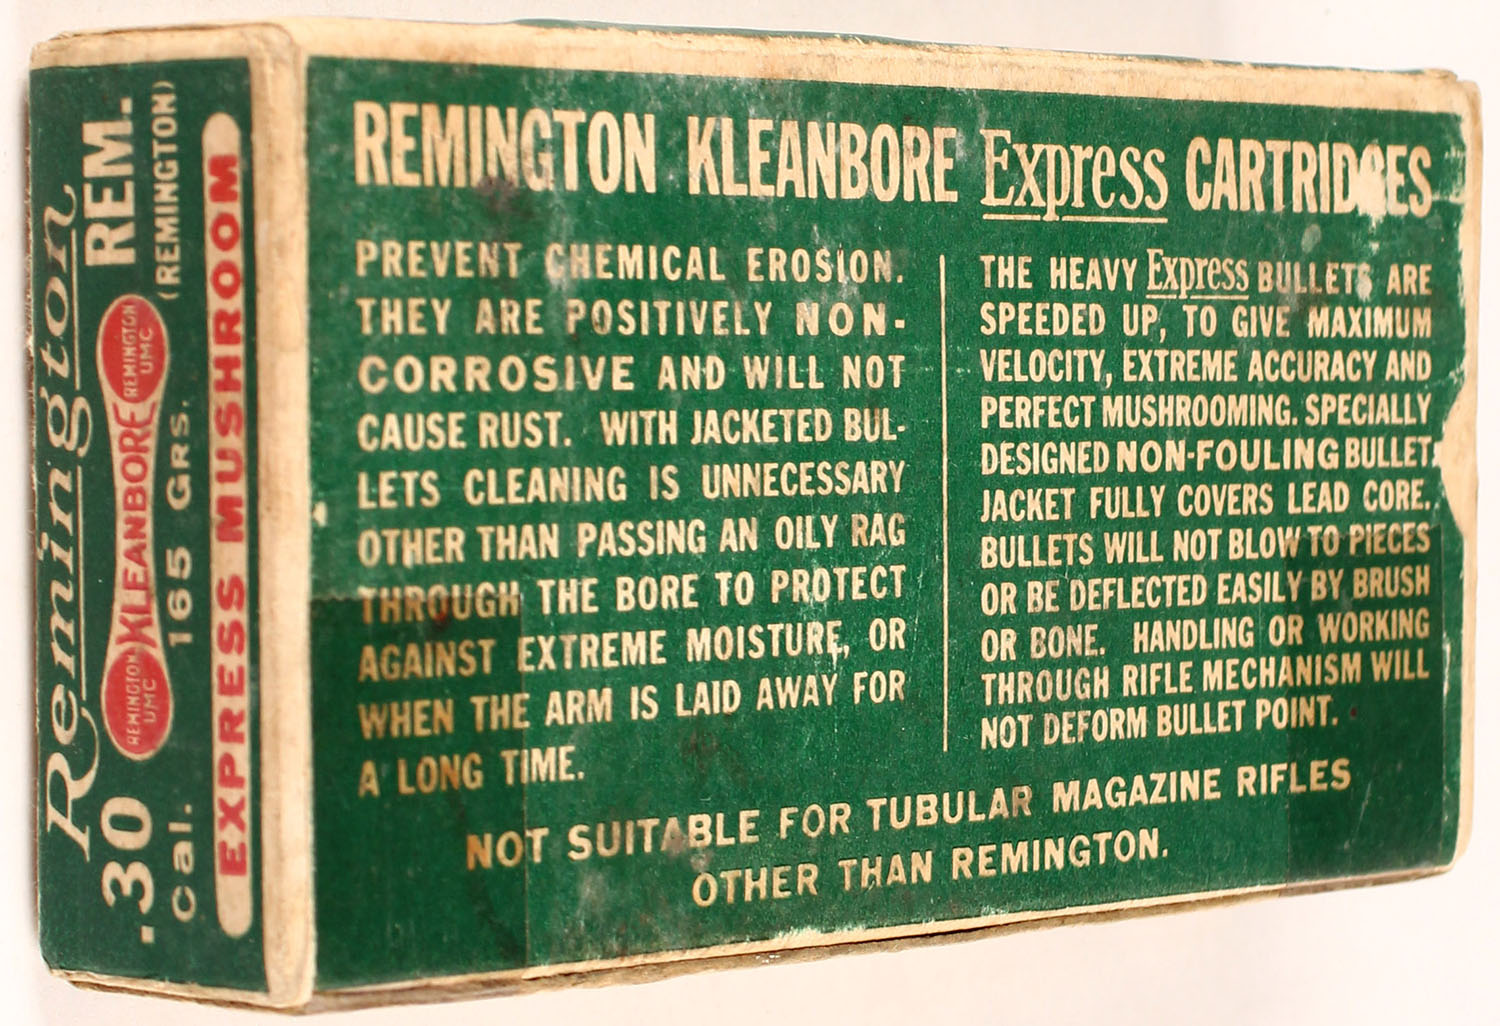 REMINGTON KLEANBORE Express CARTRIDGES
PREVENT CHEMICAL EROSION.
THEY ARE POSITIVELY NON-
CORROSIVE AND WILL NOT
CAUSE RUST. WITH JACKETED BUL-
LETS CLEANING IS UNNECESSARY
OTHER THAN PASSING AN OILY RAG
THROUGH THE BORE TO PROTECT
AGAINST EXTREME MOISTURE, OR
WHEN THE ARM IS LAID AWAY FOR
A LONG TIME.
THE HEAVY Express BULLETS ARE
SPEEDED UP, TO GIVE MAXIMUM
VELOCITY, EXTREME ACCURACY AND
PERFECT MUSHROOMING. SPECIALLY
DESIGNED NON-FOULING BULLET
JACKET FULLY COVERS LEAD CORE.
BULLETS WILL NOT BLOW TO PIECES
OR BE DEFLECTED EASILY BY BRUSH
OR BONE. HANDLING OR WORKING
THROUGH RIFLE MECHANISM WILL
NOT DEFORM BULLET POINT.
NOT SUITABLE FOR TUBULAR MAGAZINE RIFLES
OTHER THAN REMINGTON.
Remington
.30 REMINGTON UMC KLEANBORE REMINGTON UMC REM.
Cal. 165 GRS. (REMINGTON)
EXPRESS MUSHROOM